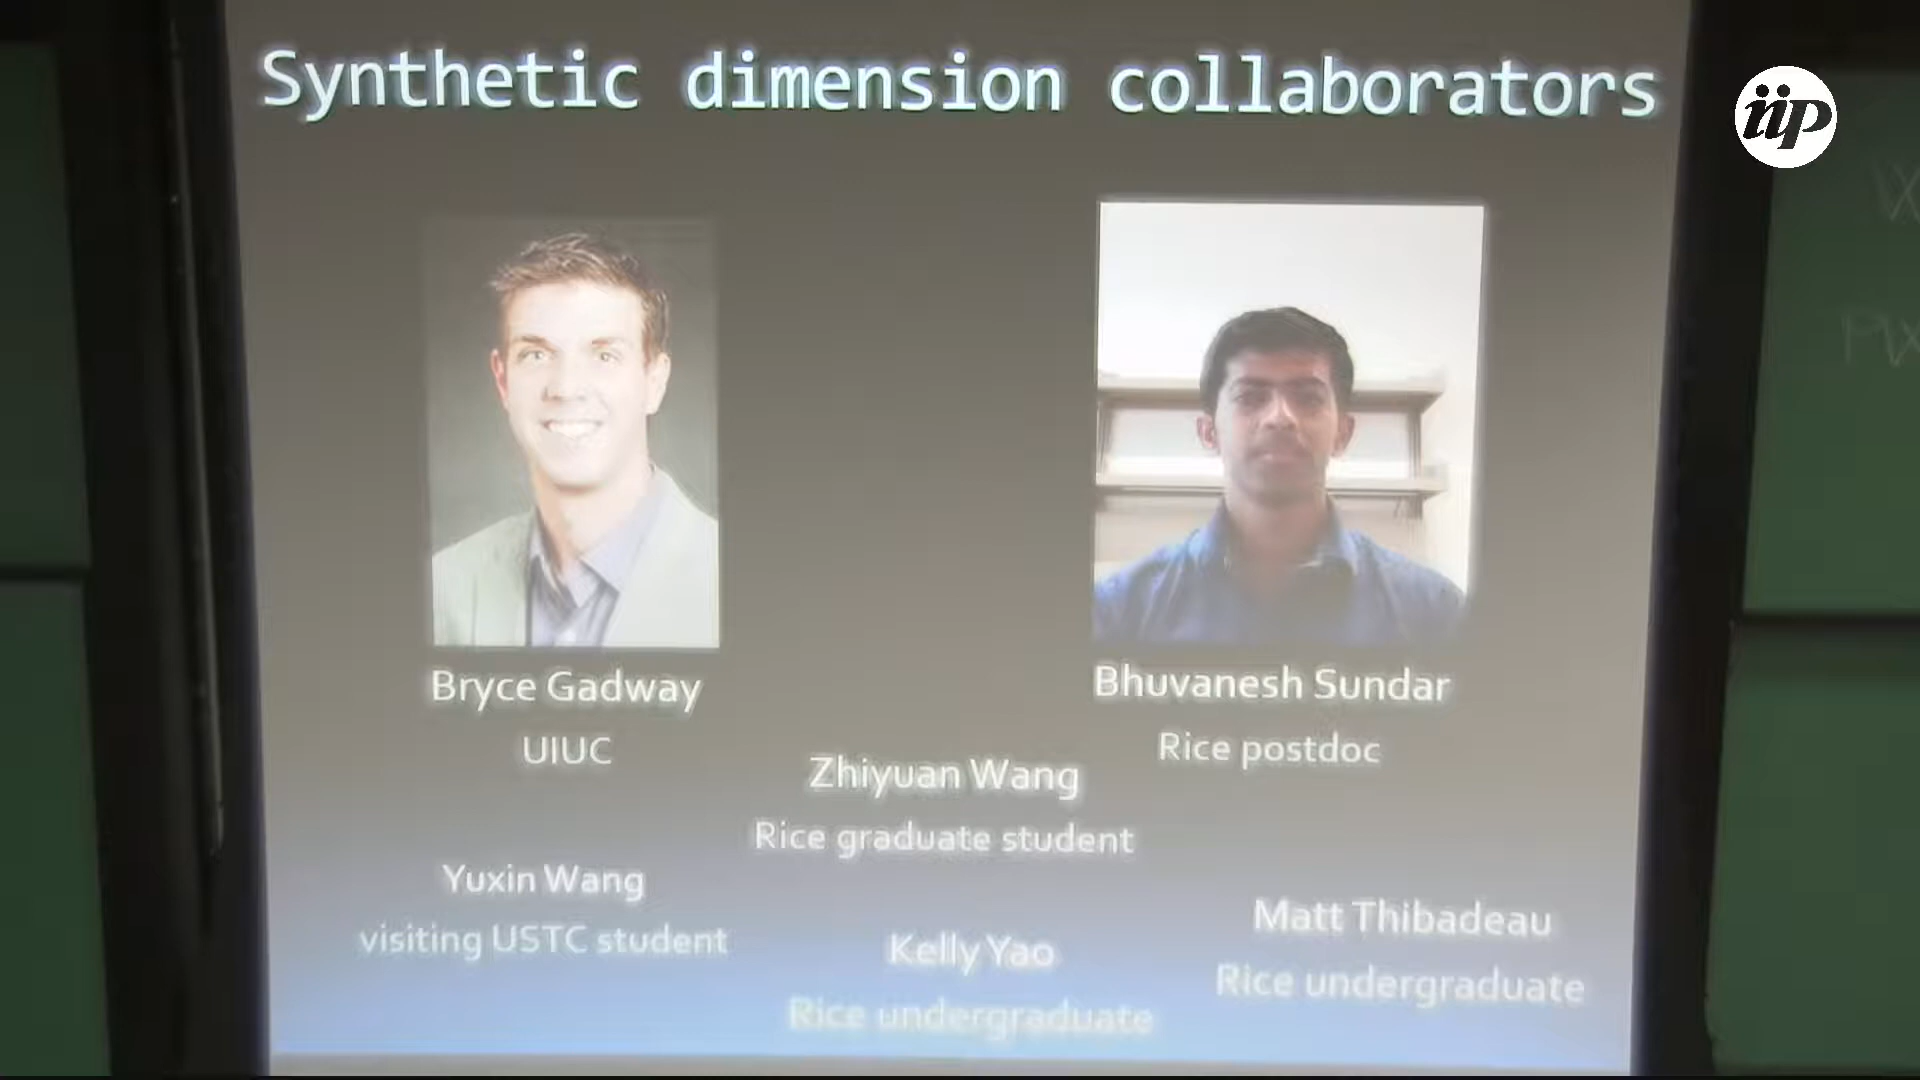 Synthetic dimension collaborators
iip
Bryce Gadway
UIUC
Bhuvanesh Sundar
Rice postdoc
Zhiyuan Wang
Rice graduate student
Yuxin Wang
visiting USTC student
Kelly Yao
Rice undergraduate
Matt Thibadeau
Rice undergraduate